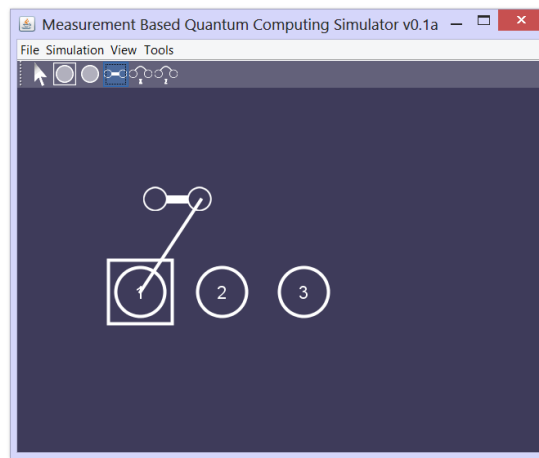 Measurement Based Quantum Computing Simulator v0.1a
File Simulation View Tools
1 2 3